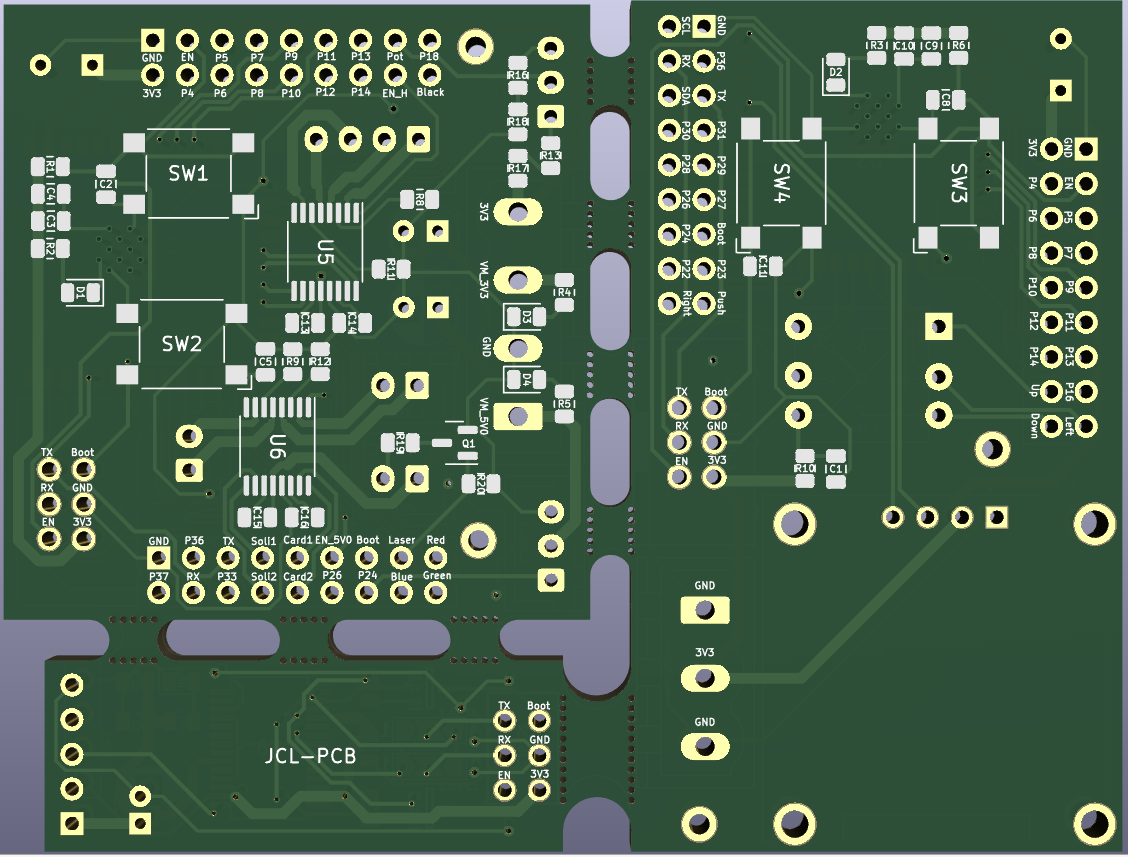 GND EN P5 P7 P9 P11 P13 Pot P18
3V3 P4 P6 P8 P10 P12 P14 EN_H Black
R16
R18
R17
R13
SW1
R1
C4
C3
R2
C2
D1
U5
R8
R11
3V3
VM_3V3
R4
D3
GND
D4
R5
VM_5V0
SW2
C13
C14
C5
R9
R12
U6
R19
Q1
R20
C15
C16
TX Boot
RX GND
EN 3V3
GND P36 TX Soli1 Card1 EN_5V0 Boot Laser Red
P37 RX P33 Soli2 Card2 P26 P24 Blue Green
JCL-PCB
TX Boot
RX GND
EN 3V3
SCL GND
RX P36
SDA TX
P30 P31
P28 P29
P26 P27
P24 Boot
P22 P23
Right Push
D2
R3
C10
C9
R6
C8
SW4
SW3
C11
3V3 GND
P4 EN
P6 P5
P8 P7
P10 P9
P12 P11
P14 P13
Up P16
Down Left
TX Boot
RX GND
EN 3V3
R10
C1
GND
3V3
GND